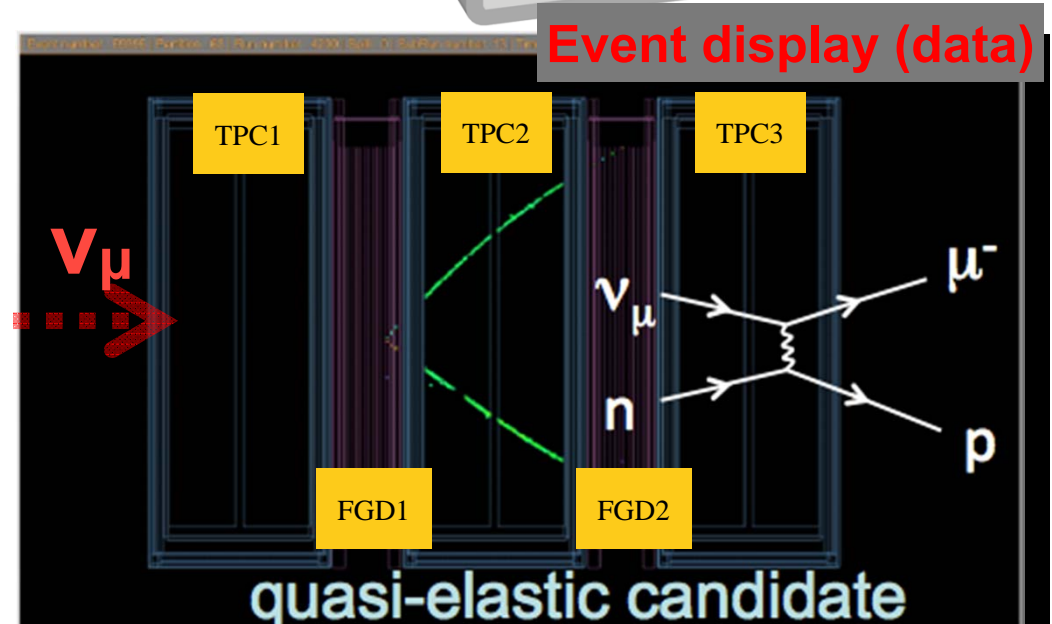 Event display (data)
TPC1
TPC2
TPC3
νμ
νμ
μ-
n
p
FGD1
FGD2
quasi-elastic candidate